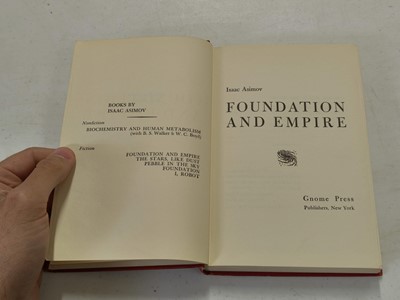 BOOKS BY
ISAAC ASIMOV
Nonfiction
BIOCHEMISTRY AND HUMAN METABOLISM
(with B. S. Walker & W. C. Boyd)
Fiction
FOUNDATION AND EMPIRE
THE STARS, LIKE DUST
PEBBLE IN THE SKY
FOUNDATION
I, ROBOT
Isaac Asimov
FOUNDATION
AND EMPIRE
Gnome Press
Publishers, New York